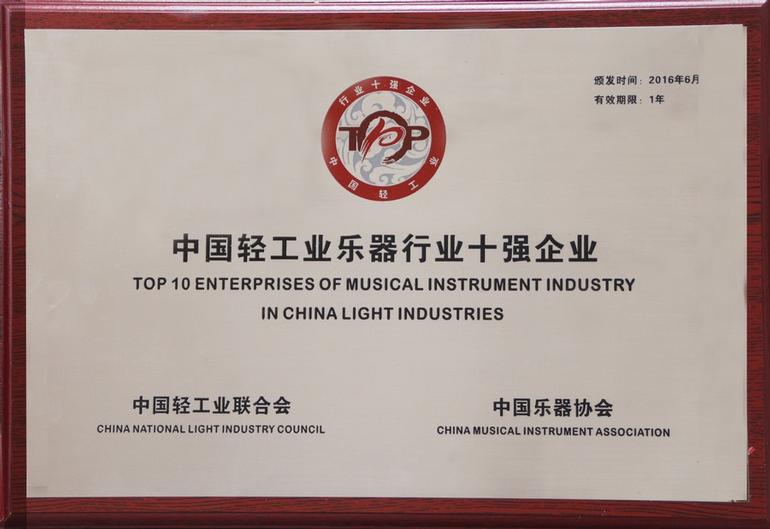 颁发时间：2016年6月
有效期限：1年
行业十强企业
TOP
中国轻工业
中国轻工业乐器行业十强企业
TOP 10 ENTERPRISES OF MUSICAL INSTRUMENT INDUSTRY
IN CHINA LIGHT INDUSTRIES
中国轻工业联合会
中国乐器协会
CHINA NATIONAL LIGHT INDUSTRY COUNCIL
CHINA MUSICAL INSTRUMENT ASSOCIATION